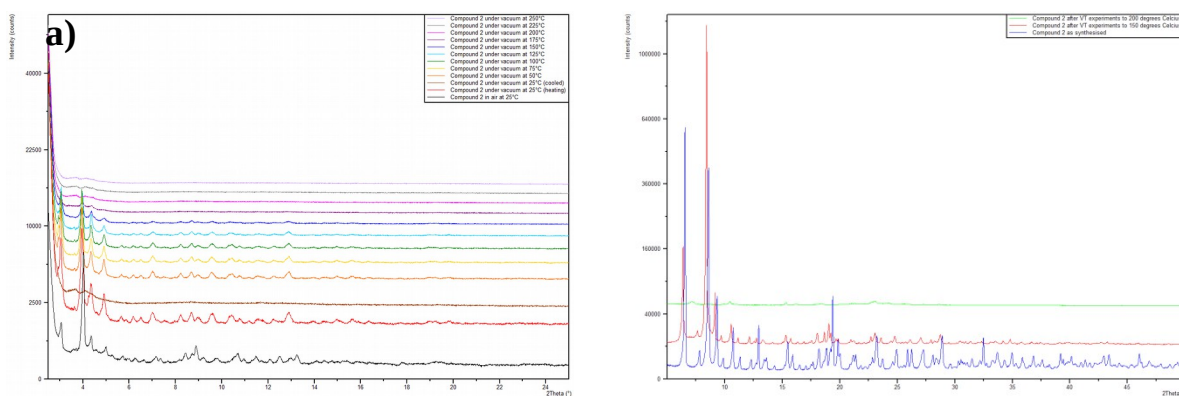 a)
Intensity (counts)
Compound 2 under vacuum at 250°C
Compound 2 under vacuum at 225°C
Compound 2 under vacuum at 200°C
Compound 2 under vacuum at 175°C
Compound 2 under vacuum at 150°C
Compound 2 under vacuum at 125°C
Compound 2 under vacuum at 100°C
Compound 2 under vacuum at 75°C
Compound 2 under vacuum at 50°C
Compound 2 under vacuum at 25°C (cooled)
Compound 2 under vacuum at 25°C (heating)
Compound 2 in air at 25°C
40000
22500
10000
2500
0
4
6
8
10
12
14
16
18
20
22
24
2Theta (°)
Intensity (counts)
Compound 2 after VT experiments to 200 degrees Calcius
Compound 2 after VT experiments to 150 degrees Calcius
Compound 2 as synthesised
1000000
640000
360000
160000
40000
0
10
15
20
25
30
35
40
45
2Theta (°